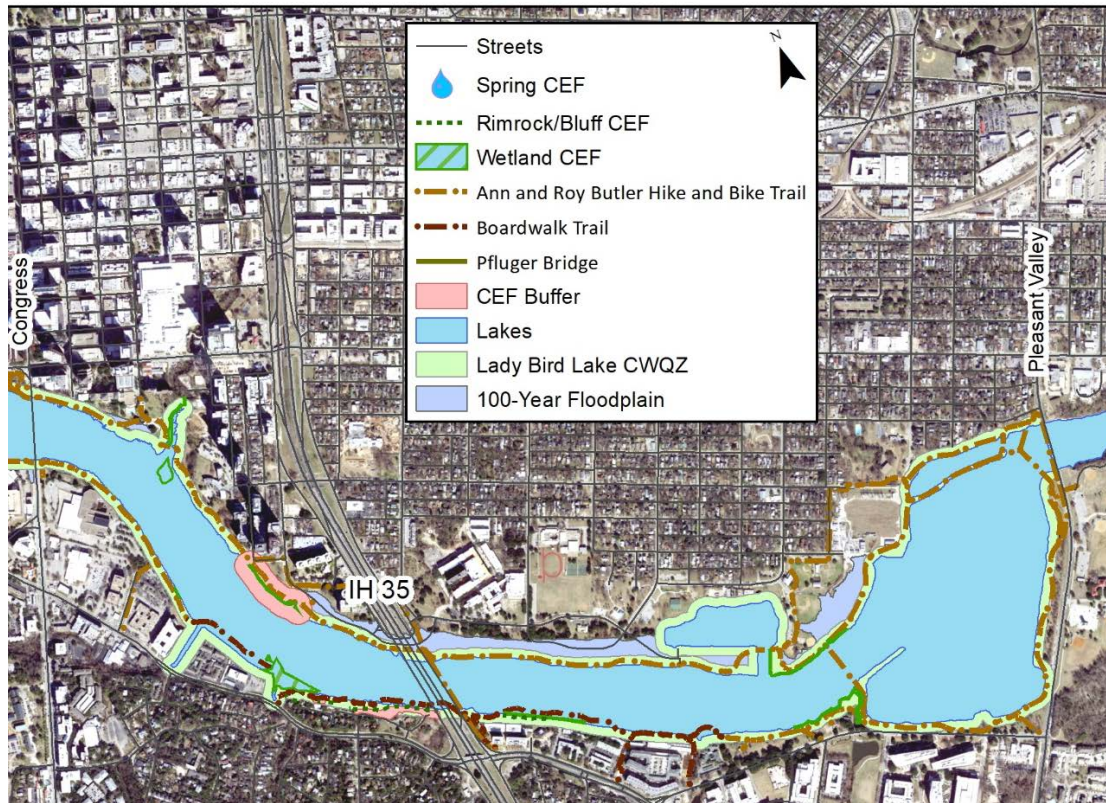 N
Streets
Spring CEF
Rimrock/Bluff CEF
Wetland CEF
Ann and Roy Butler Hike and Bike Trail
Boardwalk Trail
Pfluger Bridge
CEF Buffer
Lakes
Lady Bird Lake CWQZ
100-Year Floodplain
Congress
Pleasant Valley
IH 35